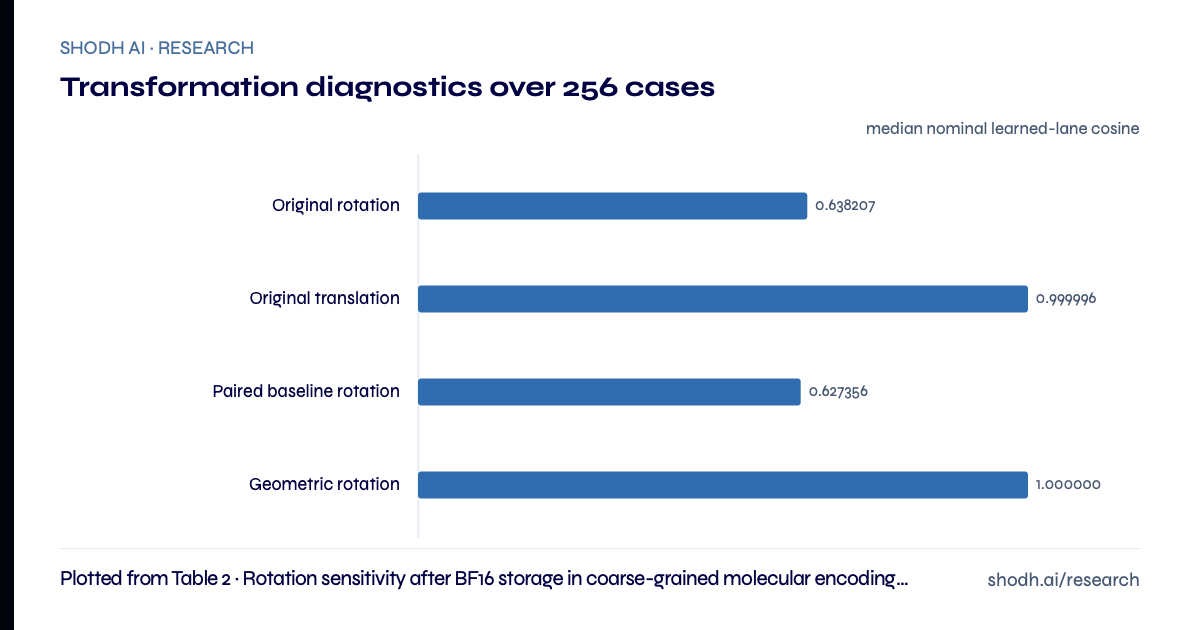 SHODH AI · RESEARCH
Transformation diagnostics over 256 cases
median nominal learned-lane cosine
Original rotation 0.638207
Original translation 0.999996
Paired baseline rotation 0.627356
Geometric rotation 1.000000
Plotted from Table 2 · Rotation sensitivity after BF16 storage in coarse-grained molecular encoding…
shodh.ai/research